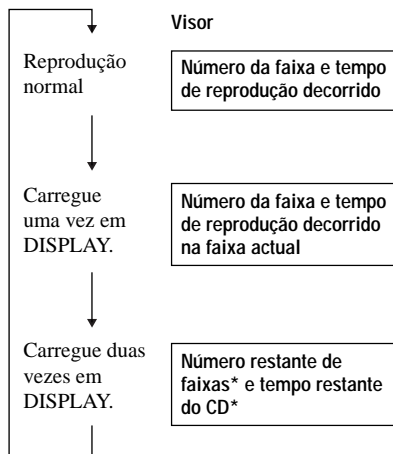 Visor
Reprodução
normal
Número da faixa e tempo
de reprodução decorrido
Carregue
uma vez em
DISPLAY.
Número da faixa e tempo
de reprodução decorrido
na faixa actual
Carregue duas
vezes em
DISPLAY.
Número restante de
faixas* e tempo restante
do CD*